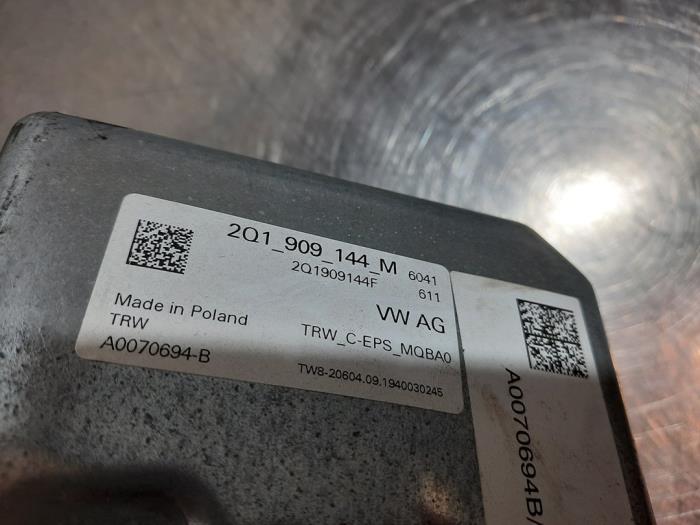 2Q1_909_144_M 6041
2Q1909144F 611
VW AG
Made in Poland
TRW TRW_C-EPS_MQBA0
A0070694-B
TW8-20604.09.1940030245
A0070694B/